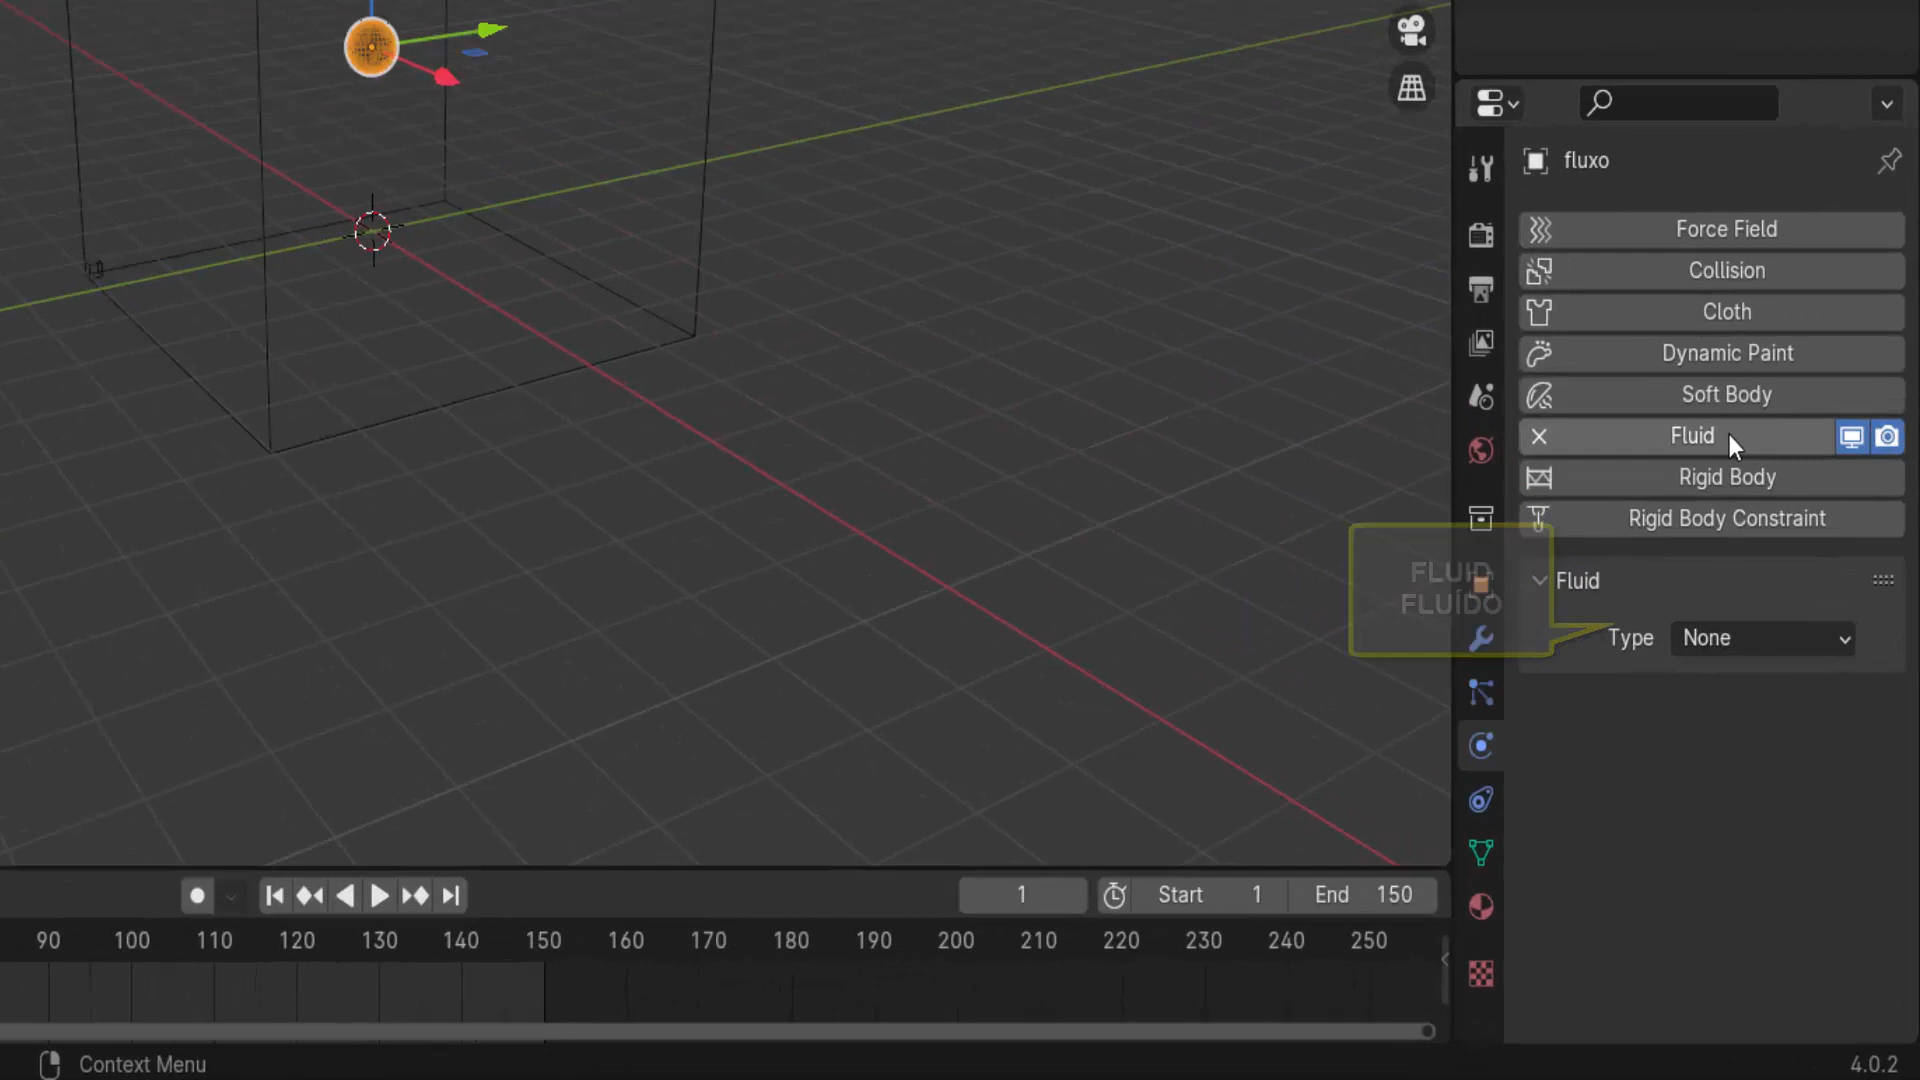 fluxo
Force Field
Collision
Cloth
Dynamic Paint
Soft Body
Fluid
Rigid Body
Rigid Body Constraint
FLUID
FLUÍDO
Fluid
Type None
1 Start 1 End 150
90 100 110 120 130 140 150 160 170 180 190 200 210 220 230 240 250
Context Menu
4.0.2